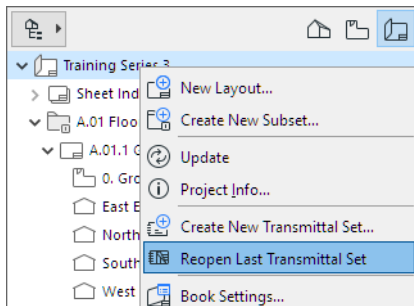 Training Series 3
Sheet Ind
New Layout...
A.01 Floo
Create New Subset...
A.01.1 G
Update
0. Gro
Project Info...
East E
North
Create New Transmittal Set...
South
Reopen Last Transmittal Set
West
Book Settings...